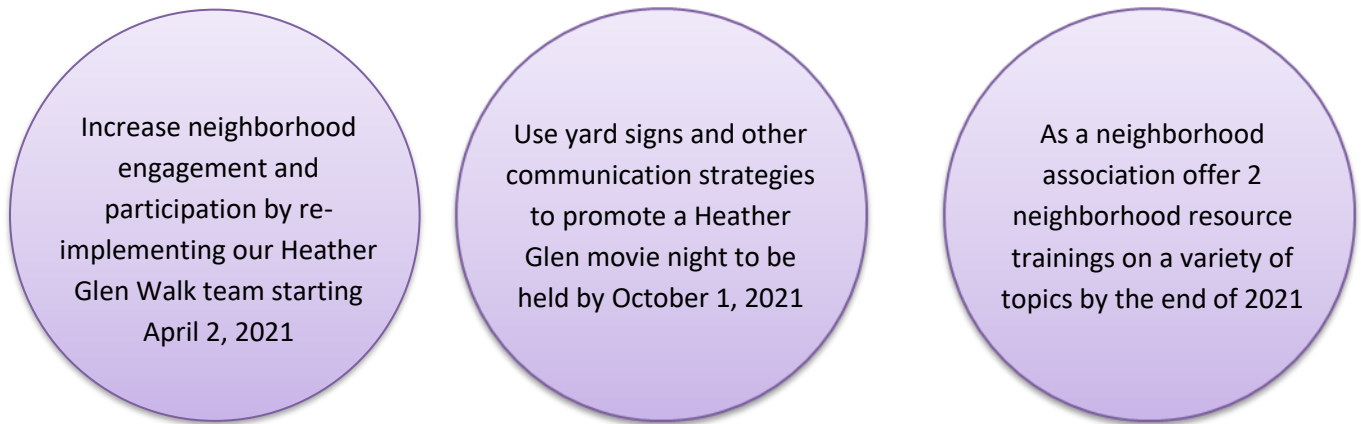 Increase neighborhood
engagement and
participation by re-
implementing our Heather
Glen Walk team starting
April 2, 2021
Use yard signs and other
communication strategies
to promote a Heather
Glen movie night to be
held by October 1, 2021
As a neighborhood
association offer 2
neighborhood resource
trainings on a variety of
topics by the end of 2021